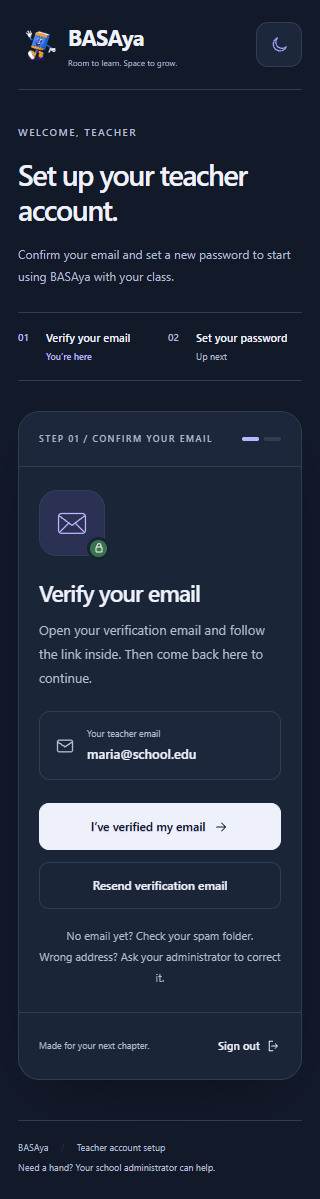 BASAya
Room to learn. Space to grow.
WELCOME, TEACHER
Set up your teacher
account.
Confirm your email and set a new password to start
using BASAya with your class.
01 Verify your email
You're here
02 Set your password
Up next
STEP 01 / CONFIRM YOUR EMAIL
Verify your email
Open your verification email and follow
the link inside. Then come back here to
continue.
Your teacher email
maria@school.edu
I've verified my email →
Resend verification email
No email yet? Check your spam folder.
Wrong address? Ask your administrator to correct
it.
Made for your next chapter.
Sign out
BASAya / Teacher account setup
Need a hand? Your school administrator can help.